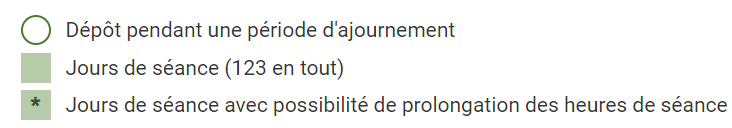 Dépôt pendant une période d'ajournement
Jours de séance (123 en tout)
* Jours de séance avec possibilité de prolongation des heures de séance